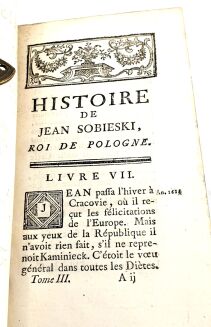 HISTOIRE
DE
JEAN SOBIESKI,
ROI DE POLOGNE.
LIVRE VII.
JEAN passa l'hiver à
Cracovie, où il re-
çut les félicitations
de l'Europe. Mais
aux yeux de la République il
n'avoit rien fait, s'il ne repre-
noit Kaminieck. C'étoit le vœu
général dans toutes les Diètes.
Tome III. A ij